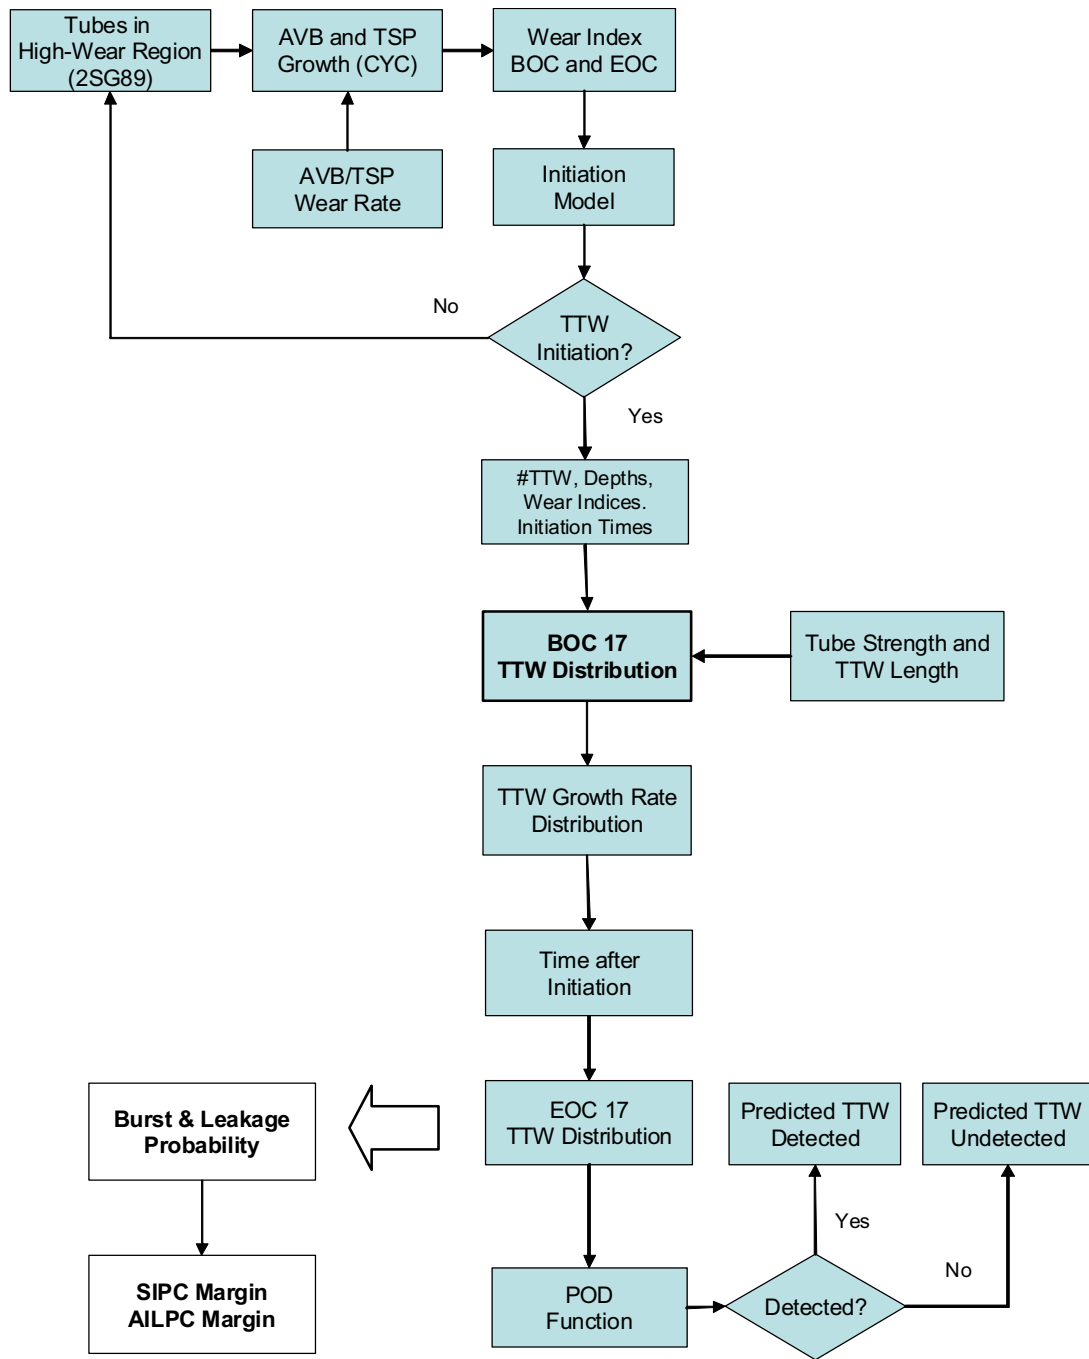 Tubes in
High-Wear Region
(2SG89)
AVB and TSP
Growth (CYC)
Wear Index
BOC and EOC
AVB/TSP
Wear Rate
Initiation
Model
No
TTW
Initiation?
Yes
#TTW, Depths,
Wear Indices.
Initiation Times
BOC 17
TTW Distribution
Tube Strength and
TTW Length
TTW Growth Rate
Distribution
Time after
Initiation
Burst & Leakage
Probability
EOC 17
TTW Distribution
Predicted TTW
Detected
Predicted TTW
Undetected
Yes
No
SIPC Margin
AILPC Margin
POD
Function
Detected?